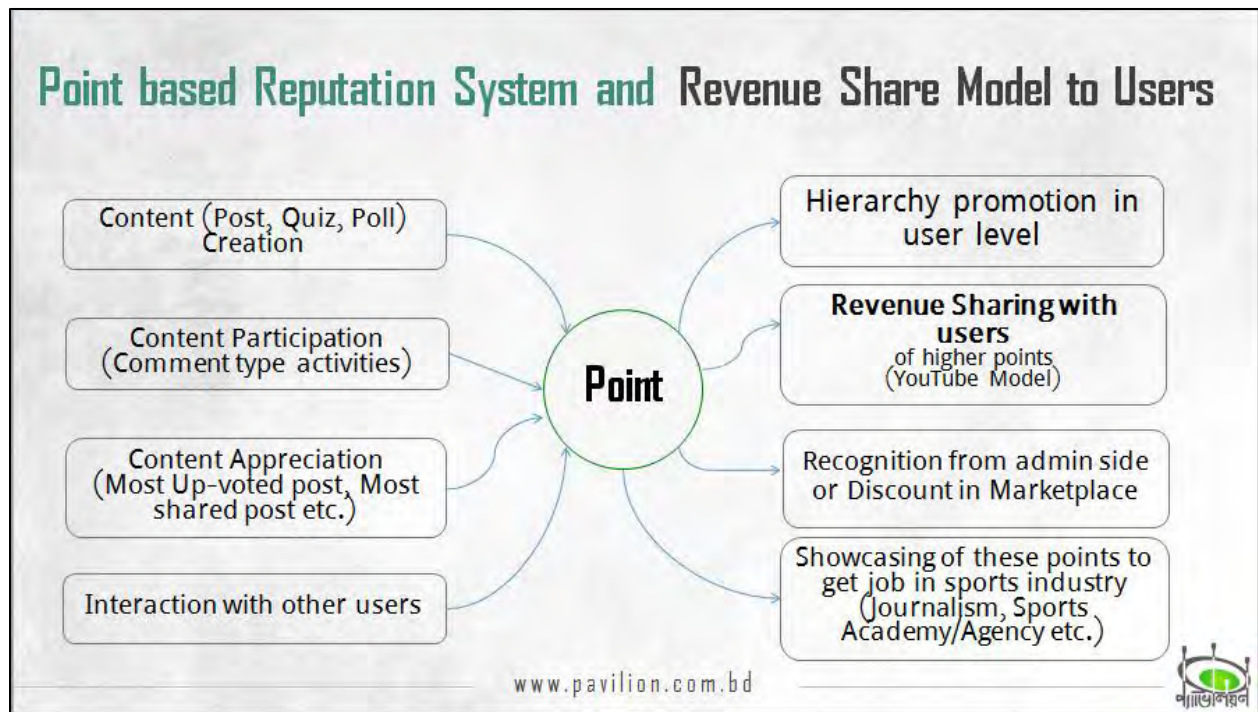 Point based Reputation System and Revenue Share Model to Users
Content (Post, Quiz, Poll)
Creation
Content Participation
(Comment type activities)
Content Appreciation
(Most Up-voted post, Most
shared post etc.)
Interaction with other users
Point
Hierarchy promotion in
user level
Revenue Sharing with
users
of higher points
(YouTube Model)
Recognition from admin side
or Discount in Marketplace
Showcasing of these points to
get job in sports industry
(Journalism, Sports
Academy/Agency etc.)
www.pavilion.com.bd
প্যাভিলিয়ন